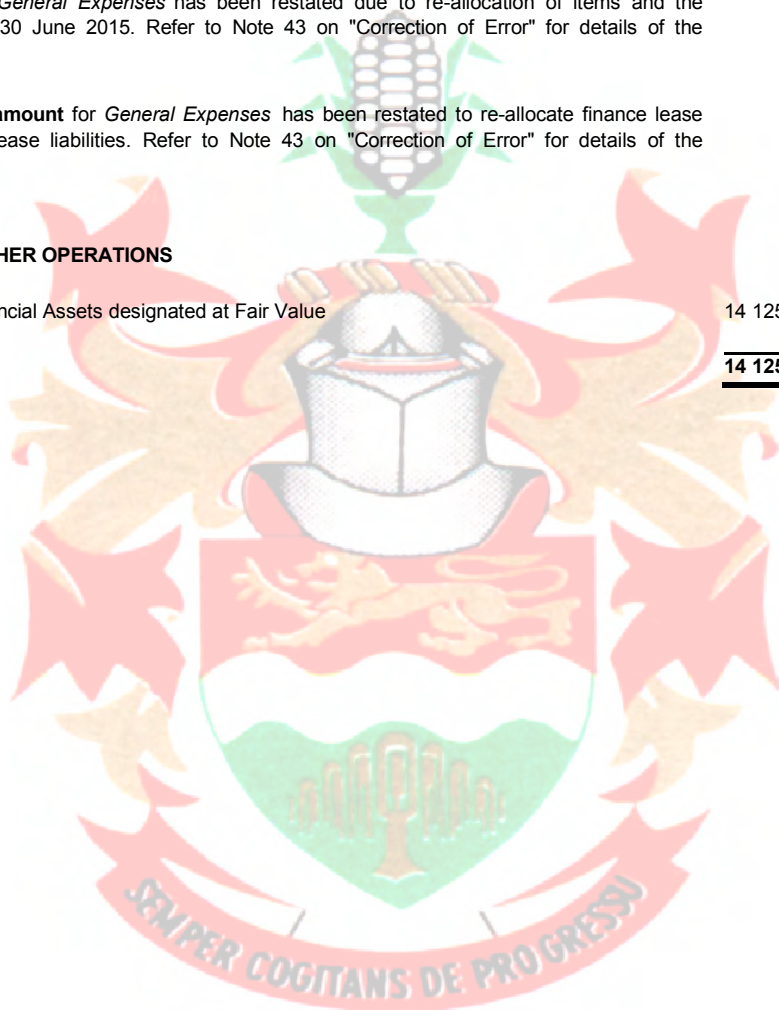 General Expenses has been restated due to re-allocation of items and the
30 June 2015. Refer to Note 43 on "Correction of Error" for details of the
amount for General Expenses has been restated to re-allocate finance lease
ease liabilities. Refer to Note 43 on "Correction of Error" for details of the
HER OPERATIONS
ncial Assets designated at Fair Value 14 125
14 125
SEMPER COGITANS DE PROGRESSU